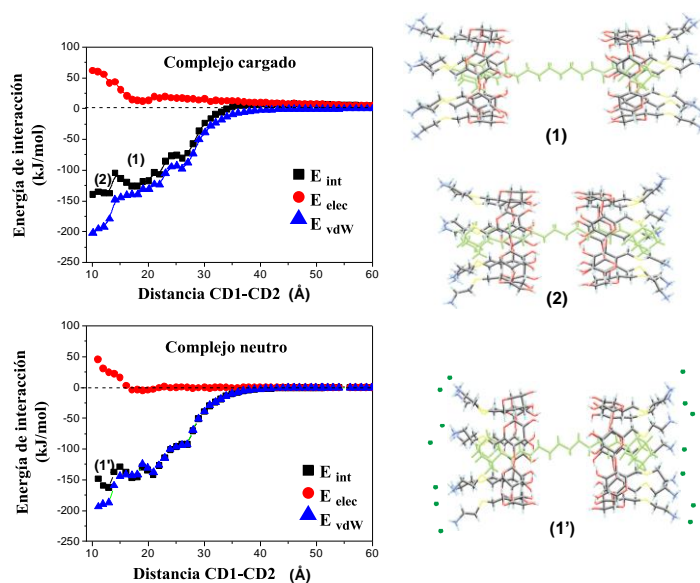 Complejo cargado
100
50
0
-50
-100
-150
-200
-250
Energía de interacción
(kJ/mol)
(2)
(1)
E int
E elec
E vdW
10 20 30 40 50 60
Distancia CD1-CD2 (Å)
(1)
(2)
Complejo neutro
100
50
0
-50
-100
-150
-200
-250
Energía de interacción
(kJ/mol)
(1')
E int
E elec
E vdW
10 20 30 40 50 60
Distancia CD1-CD2 (Å)
(1’)